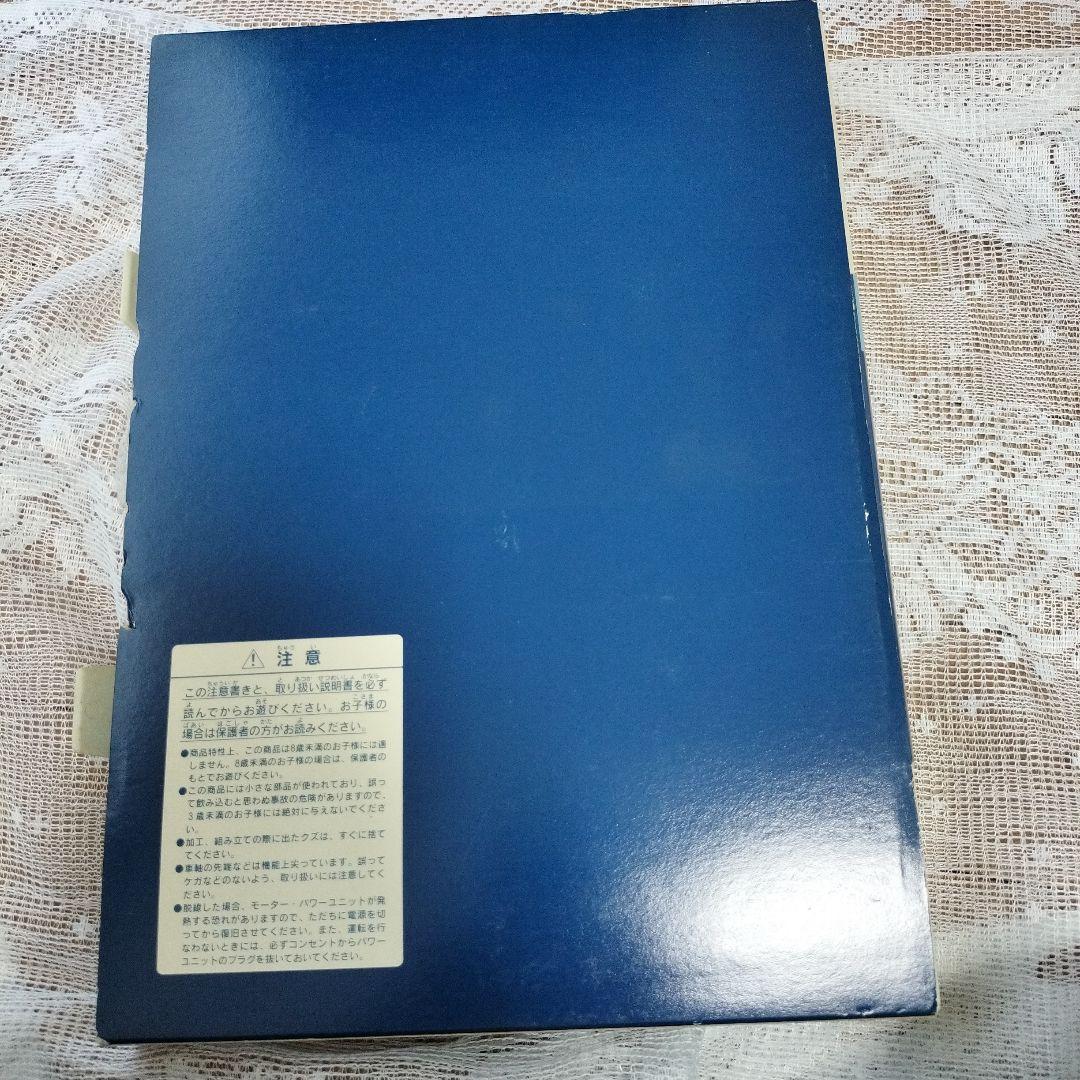 ⚠ 注意
この注意書きと、取り扱い説明書を必ず
読んでからお遊びください。お子様の
場合は保護者の方がお読みください。
●商品特性上、この商品は8歳未満のお子様には適
しません。8歳未満のお子様の場合は、保護者の
もとでお遊びください。
●この商品には小さな部品が使われており、誤っ
て飲み込むと思わぬ事故の危険がありますので、
3歳未満のお子様には絶対に与えないでくださ
い。
●加工、組み立ての際に出たクズは、すぐに捨て
てください。
●車軸の先端などは機能上尖っています。誤って
ケガなどのないよう、取り扱いには注意してく
ださい。
●脱線した場合、モーター・パワーユニットが発
熱する恐れがありますので、ただちに電源を切
ってから復旧させてください。また、運転を行
なわないときには、必ずコンセントからパワー
ユニットのプラグを抜いておいてください。